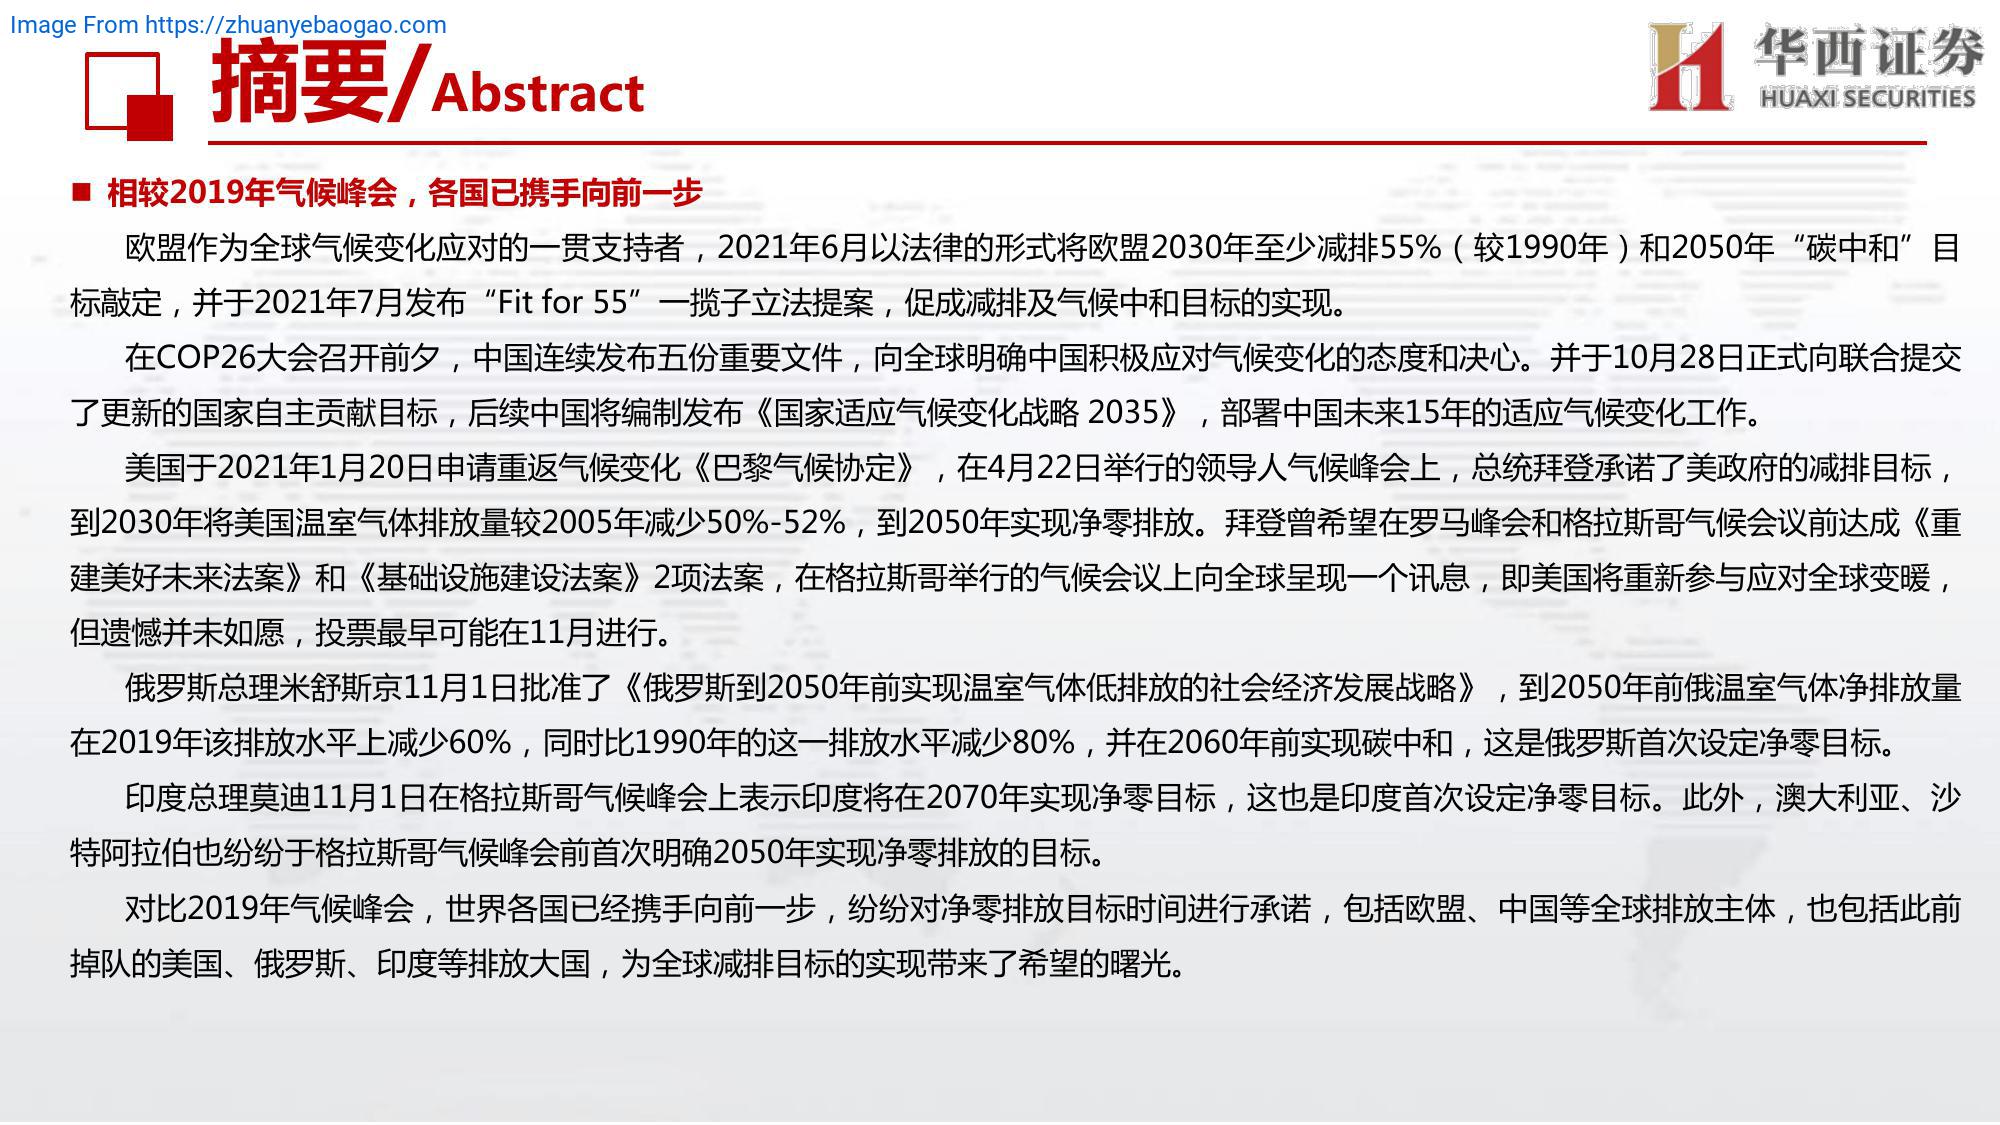 Image From https://zhuanyebaogao.com
摘要/Abstract
华西证券
HUAXI SECURITIES
■ 相较2019年气候峰会，各国已携手向前一步
欧盟作为全球气候变化应对的一贯支持者，2021年6月以法律的形式将欧盟2030年至少减排55%（较1990年）和2050年“碳中和”目
标敲定，并于2021年7月发布“Fit for 55”一揽子立法提案，促成减排及气候中和目标的实现。
在COP26大会召开前夕，中国连续发布五份重要文件，向全球明确中国积极应对气候变化的态度和决心。并于10月28日正式向联合提交
了更新的国家自主贡献目标，后续中国将编制发布《国家适应气候变化战略 2035》，部署中国未来15年的适应气候变化工作。
美国于2021年1月20日申请重返气候变化《巴黎气候协定》，在4月22日举行的领导人气候峰会上，总统拜登承诺了美政府的减排目标，
到2030年将美国温室气体排放量较2005年减少50%-52%，到2050年实现净零排放。拜登曾希望在罗马峰会和格拉斯哥气候会议前达成《重
建美好未来法案》和《基础设施建设法案》2项法案，在格拉斯哥举行的气候会议上向全球呈现一个讯息，即美国将重新参与应对全球变暖，
但遗憾并未如愿，投票最早可能在11月进行。
俄罗斯总理米舒斯京11月1日批准了《俄罗斯到2050年前实现温室气体低排放的社会经济发展战略》，到2050年前俄温室气体净排放量
在2019年该排放水平上减少60%，同时比1990年的这一排放水平减少80%，并在2060年前实现碳中和，这是俄罗斯首次设定净零目标。
印度总理莫迪11月1日在格拉斯哥气候峰会上表示印度将在2070年实现净零目标，这也是印度首次设定净零目标。此外，澳大利亚、沙
特阿拉伯也纷纷于格拉斯哥气候峰会前首次明确2050年实现净零排放的目标。
对比2019年气候峰会，世界各国已经携手向前一步，纷纷对净零排放目标时间进行承诺，包括欧盟、中国等全球排放主体，也包括此前
掉队的美国、俄罗斯、印度等排放大国，为全球减排目标的实现带来了希望的曙光。